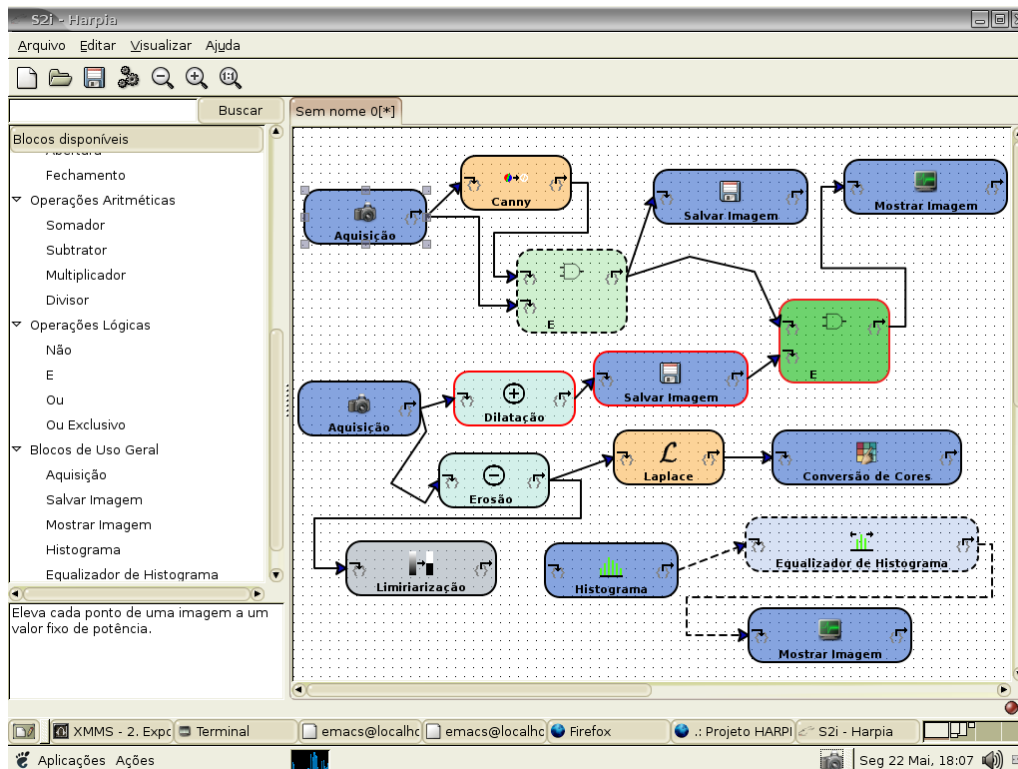 S2i - Harpia
Arquivo Editar Visualizar Ajuda
Buscar
Sem nome 0[*]
Blocos disponíveis
Abertura
Fechamento
Operações Aritméticas
Somador
Subtrator
Multiplicador
Divisor
Operações Lógicas
Não
E
Ou
Ou Exclusivo
Blocos de Uso Geral
Aquisição
Salvar Imagem
Mostrar Imagem
Histograma
Equalizador de Histograma
Eleva cada ponto de uma imagem a um
valor fixo de potência.
Canny
Aquisição
Salvar Imagem
Mostrar Imagem
E
E
Aquisição
Dilatação
Salvar Imagem
Erosão
L
Laplace
Conversão de Cores
Limiriarização
Histograma
Equalizador de Histograma
Mostrar Imagem
XMMS - 2. Expo
Terminal
emacs@localho
emacs@localho
Firefox
.: Projeto HARPI
S2i - Harpia
Aplicações Ações
Seg 22 Mai, 18:07